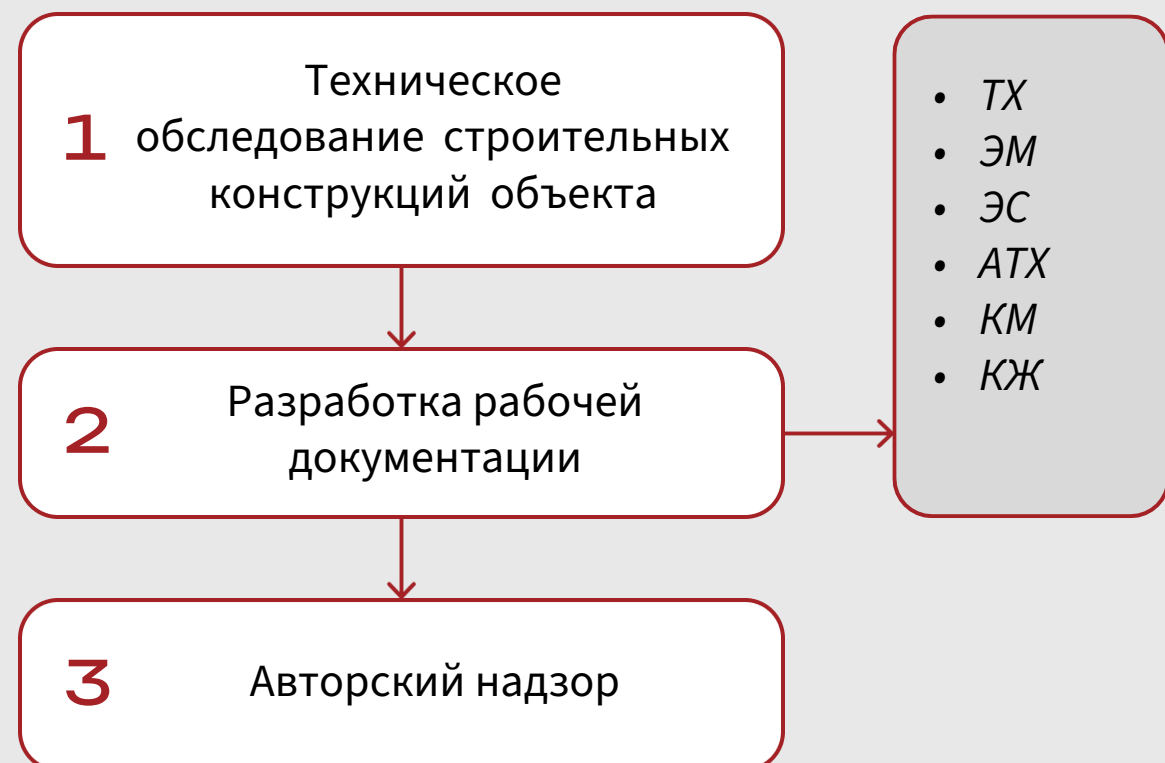 1
Техническое
обследование строительных
конструкций объекта
2
Разработка рабочей
документации
3
Авторский надзор
• ТХ
• ЭМ
• ЭС
• АТХ
• КМ
• КЖ